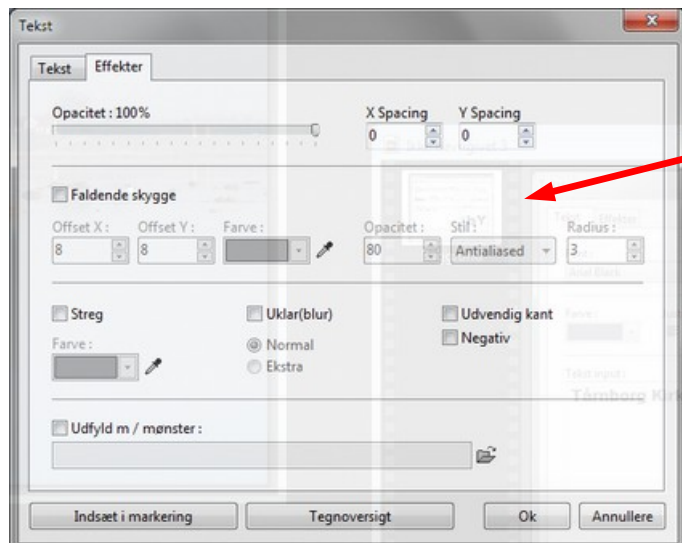 Tekst
Tekst Effekter
Opacitet : 100% X Spacing Y Spacing
0 0
Faldende skygge
Offset X : Offset Y : Farve : Opacitet : Stil : Radius :
8 8 80 Antialiased 3
Streg Uklar(blur) Udvendig kant
Farve : Normal Negativ
Ekstra
Udfyld m / mønster :
Tårnborg Kirk
Indsæt i markering Tegnoversigt Ok Annullere